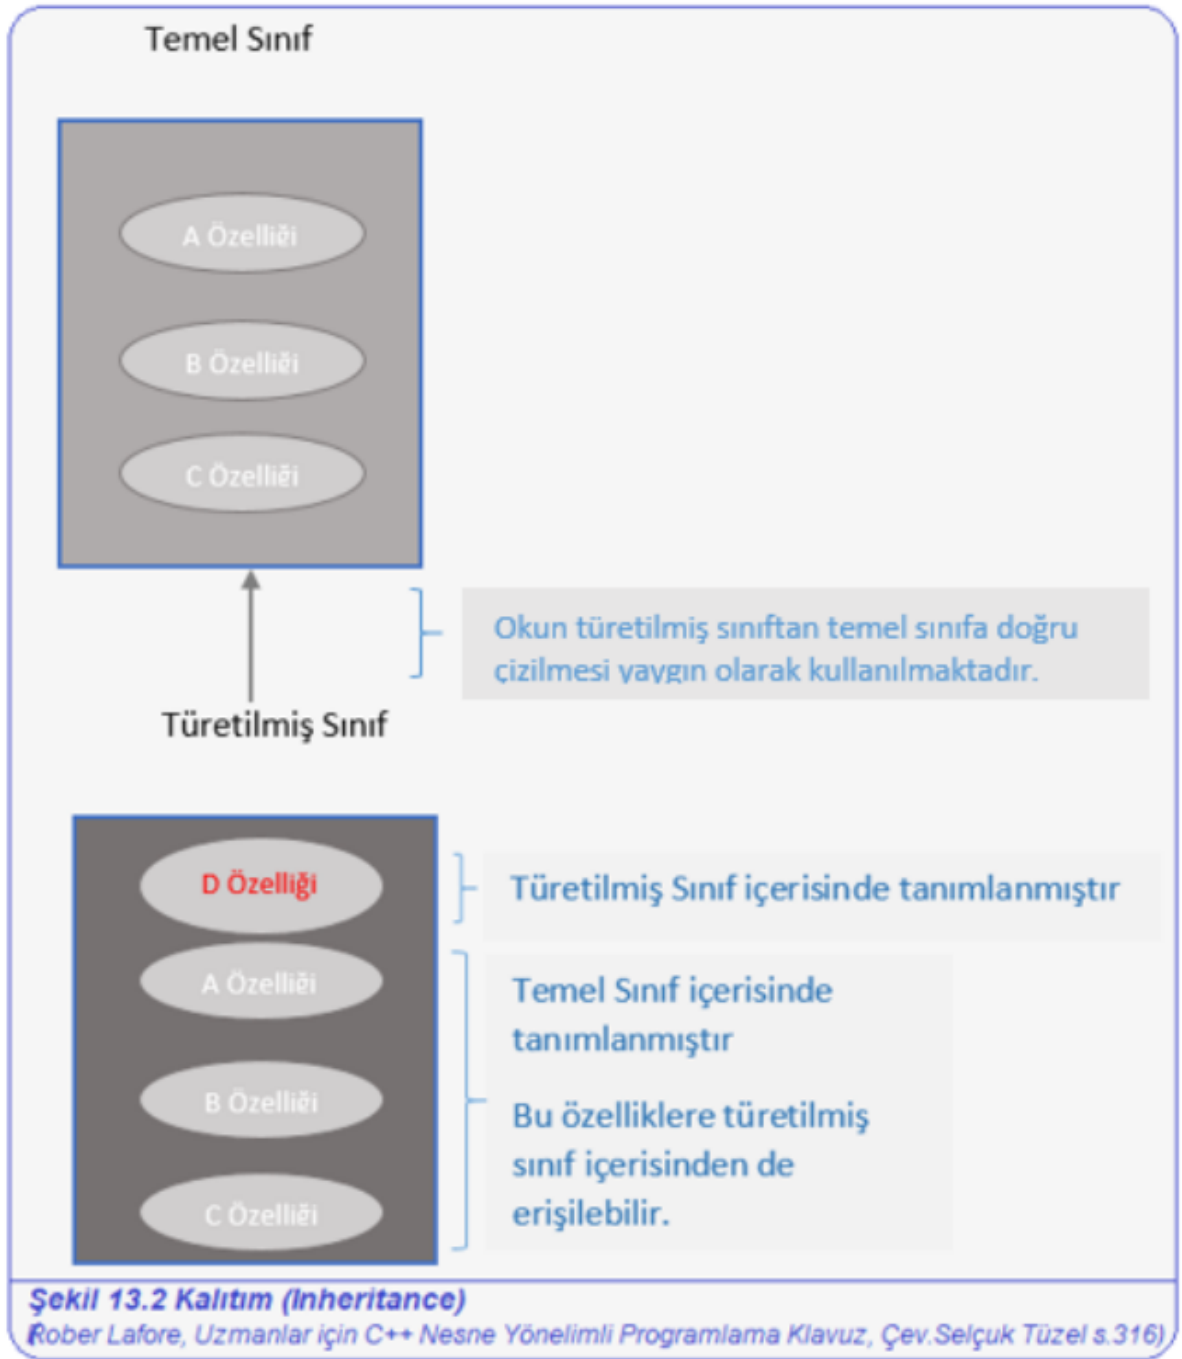 Temel Sınıf
A Özelliği
B Özelliği
C Özelliği
Okun türetilmiş sınıftan temel sınıfa doğru
çizilmesi yaygın olarak kullanılmaktadır.
Türetilmiş Sınıf
D Özelliği
Türetilmiş Sınıf içerisinde tanımlanmıştır
A Özelliği
B Özelliği
C Özelliği
Temel Sınıf içerisinde
tanımlanmıştır
Bu özelliklere türetilmiş
sınıf içerisinden de
erişilebilir.
Şekil 13.2 Kalıtım (Inheritance)
(Rober Lafore, Uzmanlar için C++ Nesne Yönelimli Programlama Klavuz, Çev.Selçuk Tüzel s.316)